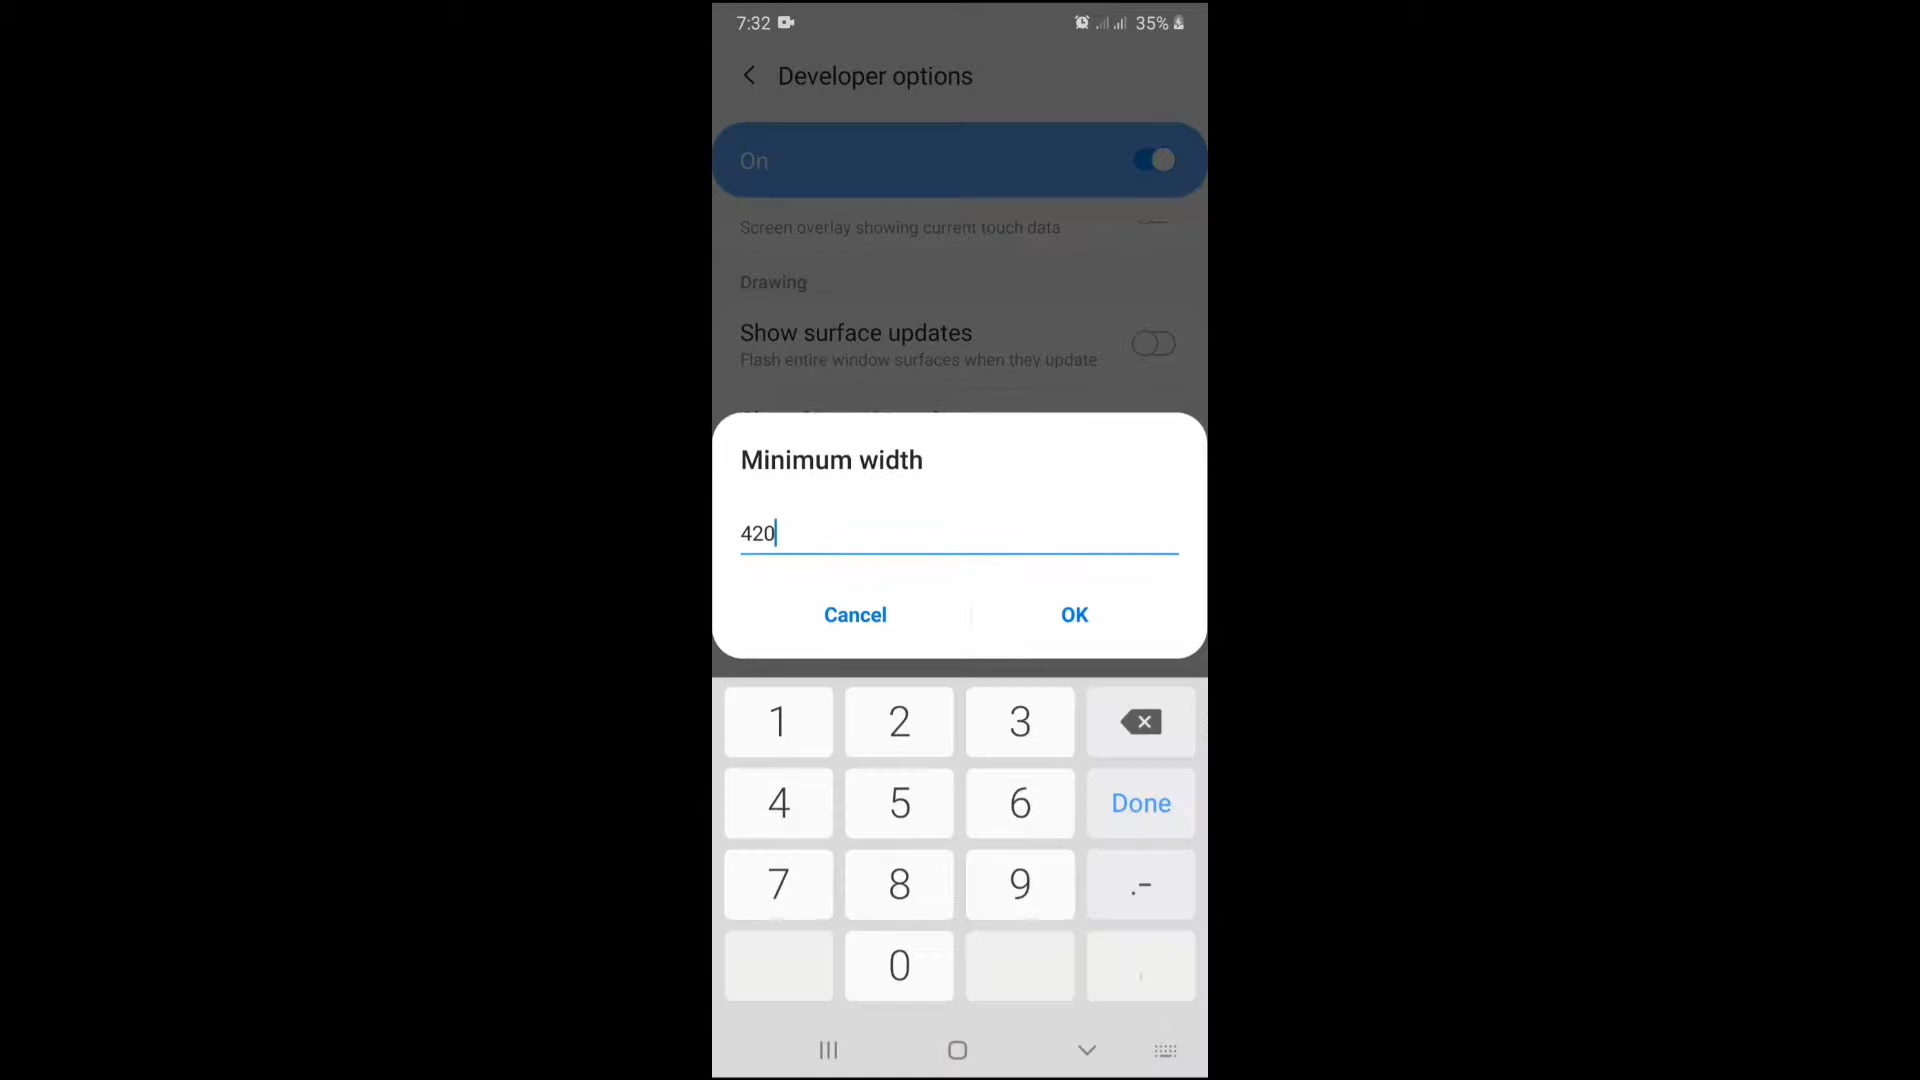 7:32 35%
Developer options
On
Screen overlay showing current touch data
Drawing
Show surface updates
Flash entire window surfaces when they update
Minimum width
420
Cancel OK
1 2 3
4 5 6 Done
7 8 9 .-
0 ,